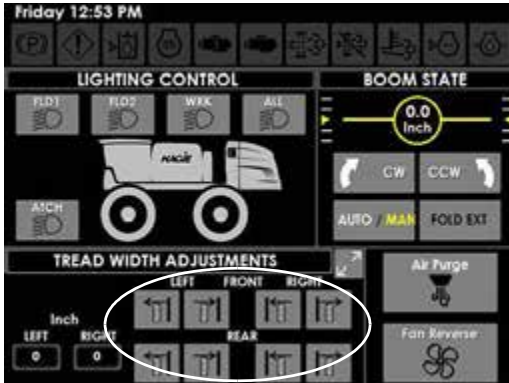 Friday 12:53 PM
LIGHTING CONTROL
BOOM STATE
FLD1 FLD2 WRK ALL
0.0
Inch
HAGIE
CW CCW
ATCH
AUTO / MAN FOLD EXT
TREAD WIDTH ADJUSTMENTS
LEFT FRONT RIGHT
Air Purge
Inch
LEFT RIGHT
REAR
Fan Reverse
0 0